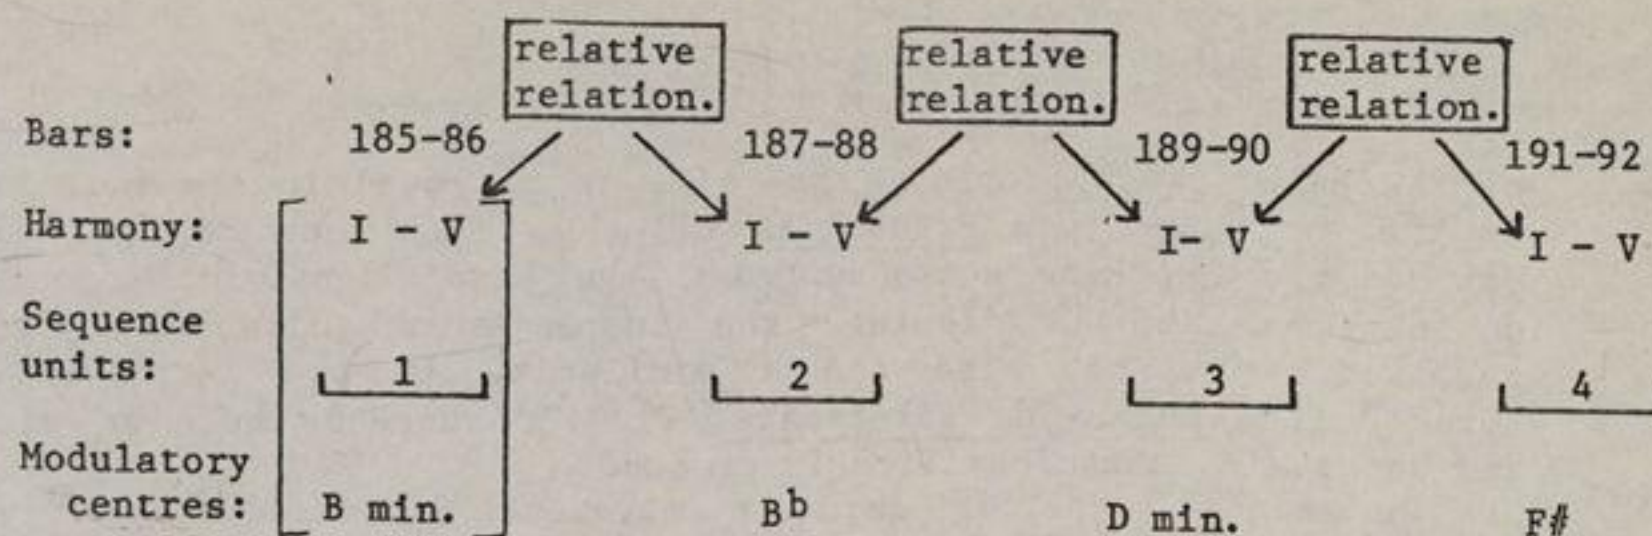 relative relative relative
relation. relation. relation.
Bars: 185-86 187-88 189-90 191-92
Harmony: I - V I - V I- V I - V
Sequence
units: 1 2 3 4
Modulatory
centres: B min. Bb D min. F#